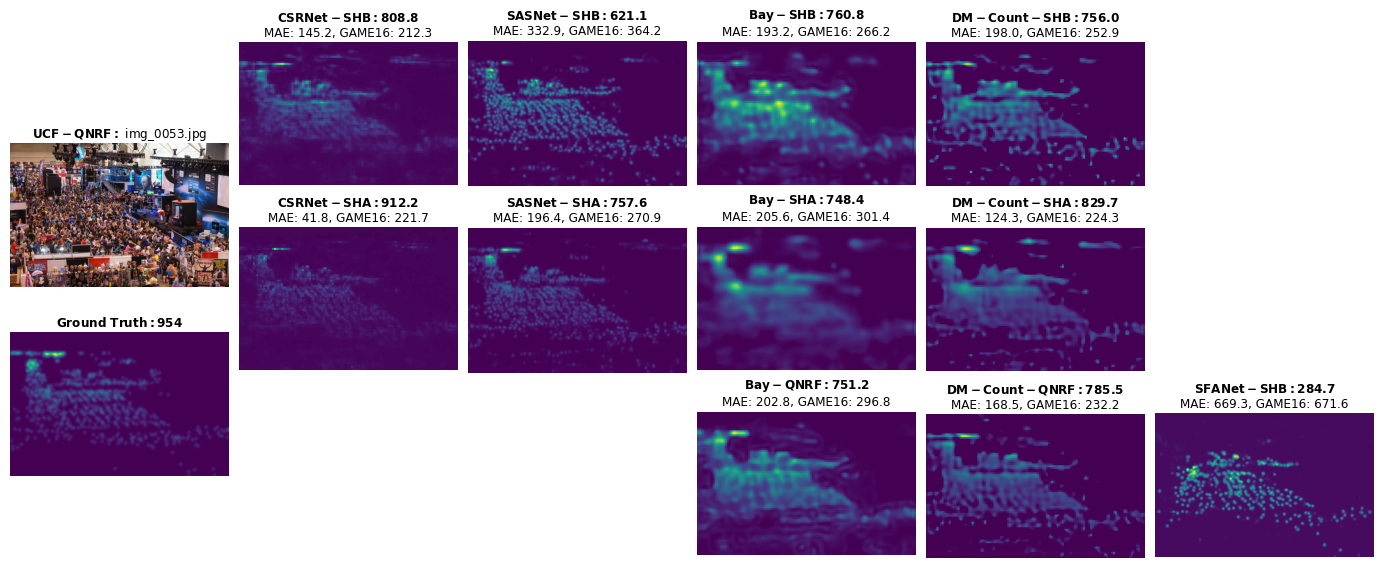 CSRNet − SHB : 808.8
MAE: 145.2, GAME16: 212.3
SASNet − SHB : 621.1
MAE: 332.9, GAME16: 364.2
Bay − SHB : 760.8
MAE: 193.2, GAME16: 266.2
DM − Count − SHB : 756.0
MAE: 198.0, GAME16: 252.9
UCF − QNRF : img_0053.jpg
CSRNet − SHA : 912.2
MAE: 41.8, GAME16: 221.7
SASNet − SHA : 757.6
MAE: 196.4, GAME16: 270.9
Bay − SHA : 748.4
MAE: 205.6, GAME16: 301.4
DM − Count − SHA : 829.7
MAE: 124.3, GAME16: 224.3
Ground Truth : 954
Bay − QNRF : 751.2
MAE: 202.8, GAME16: 296.8
DM − Count − QNRF : 785.5
MAE: 168.5, GAME16: 232.2
SFANet − SHB : 284.7
MAE: 669.3, GAME16: 671.6